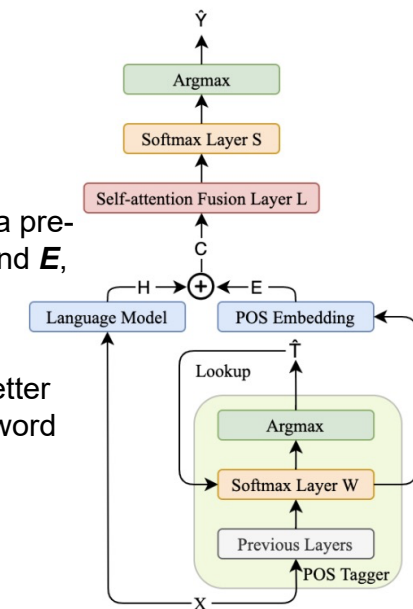 Ŷ
Argmax
Softmax Layer S
Self-attention Fusion Layer L
a pre-
nd E,
C
H
+
E
Language Model
POS Embedding
T̂
Lookup
etter
word
Argmax
Softmax Layer W
Previous Layers
POS Tagger
X